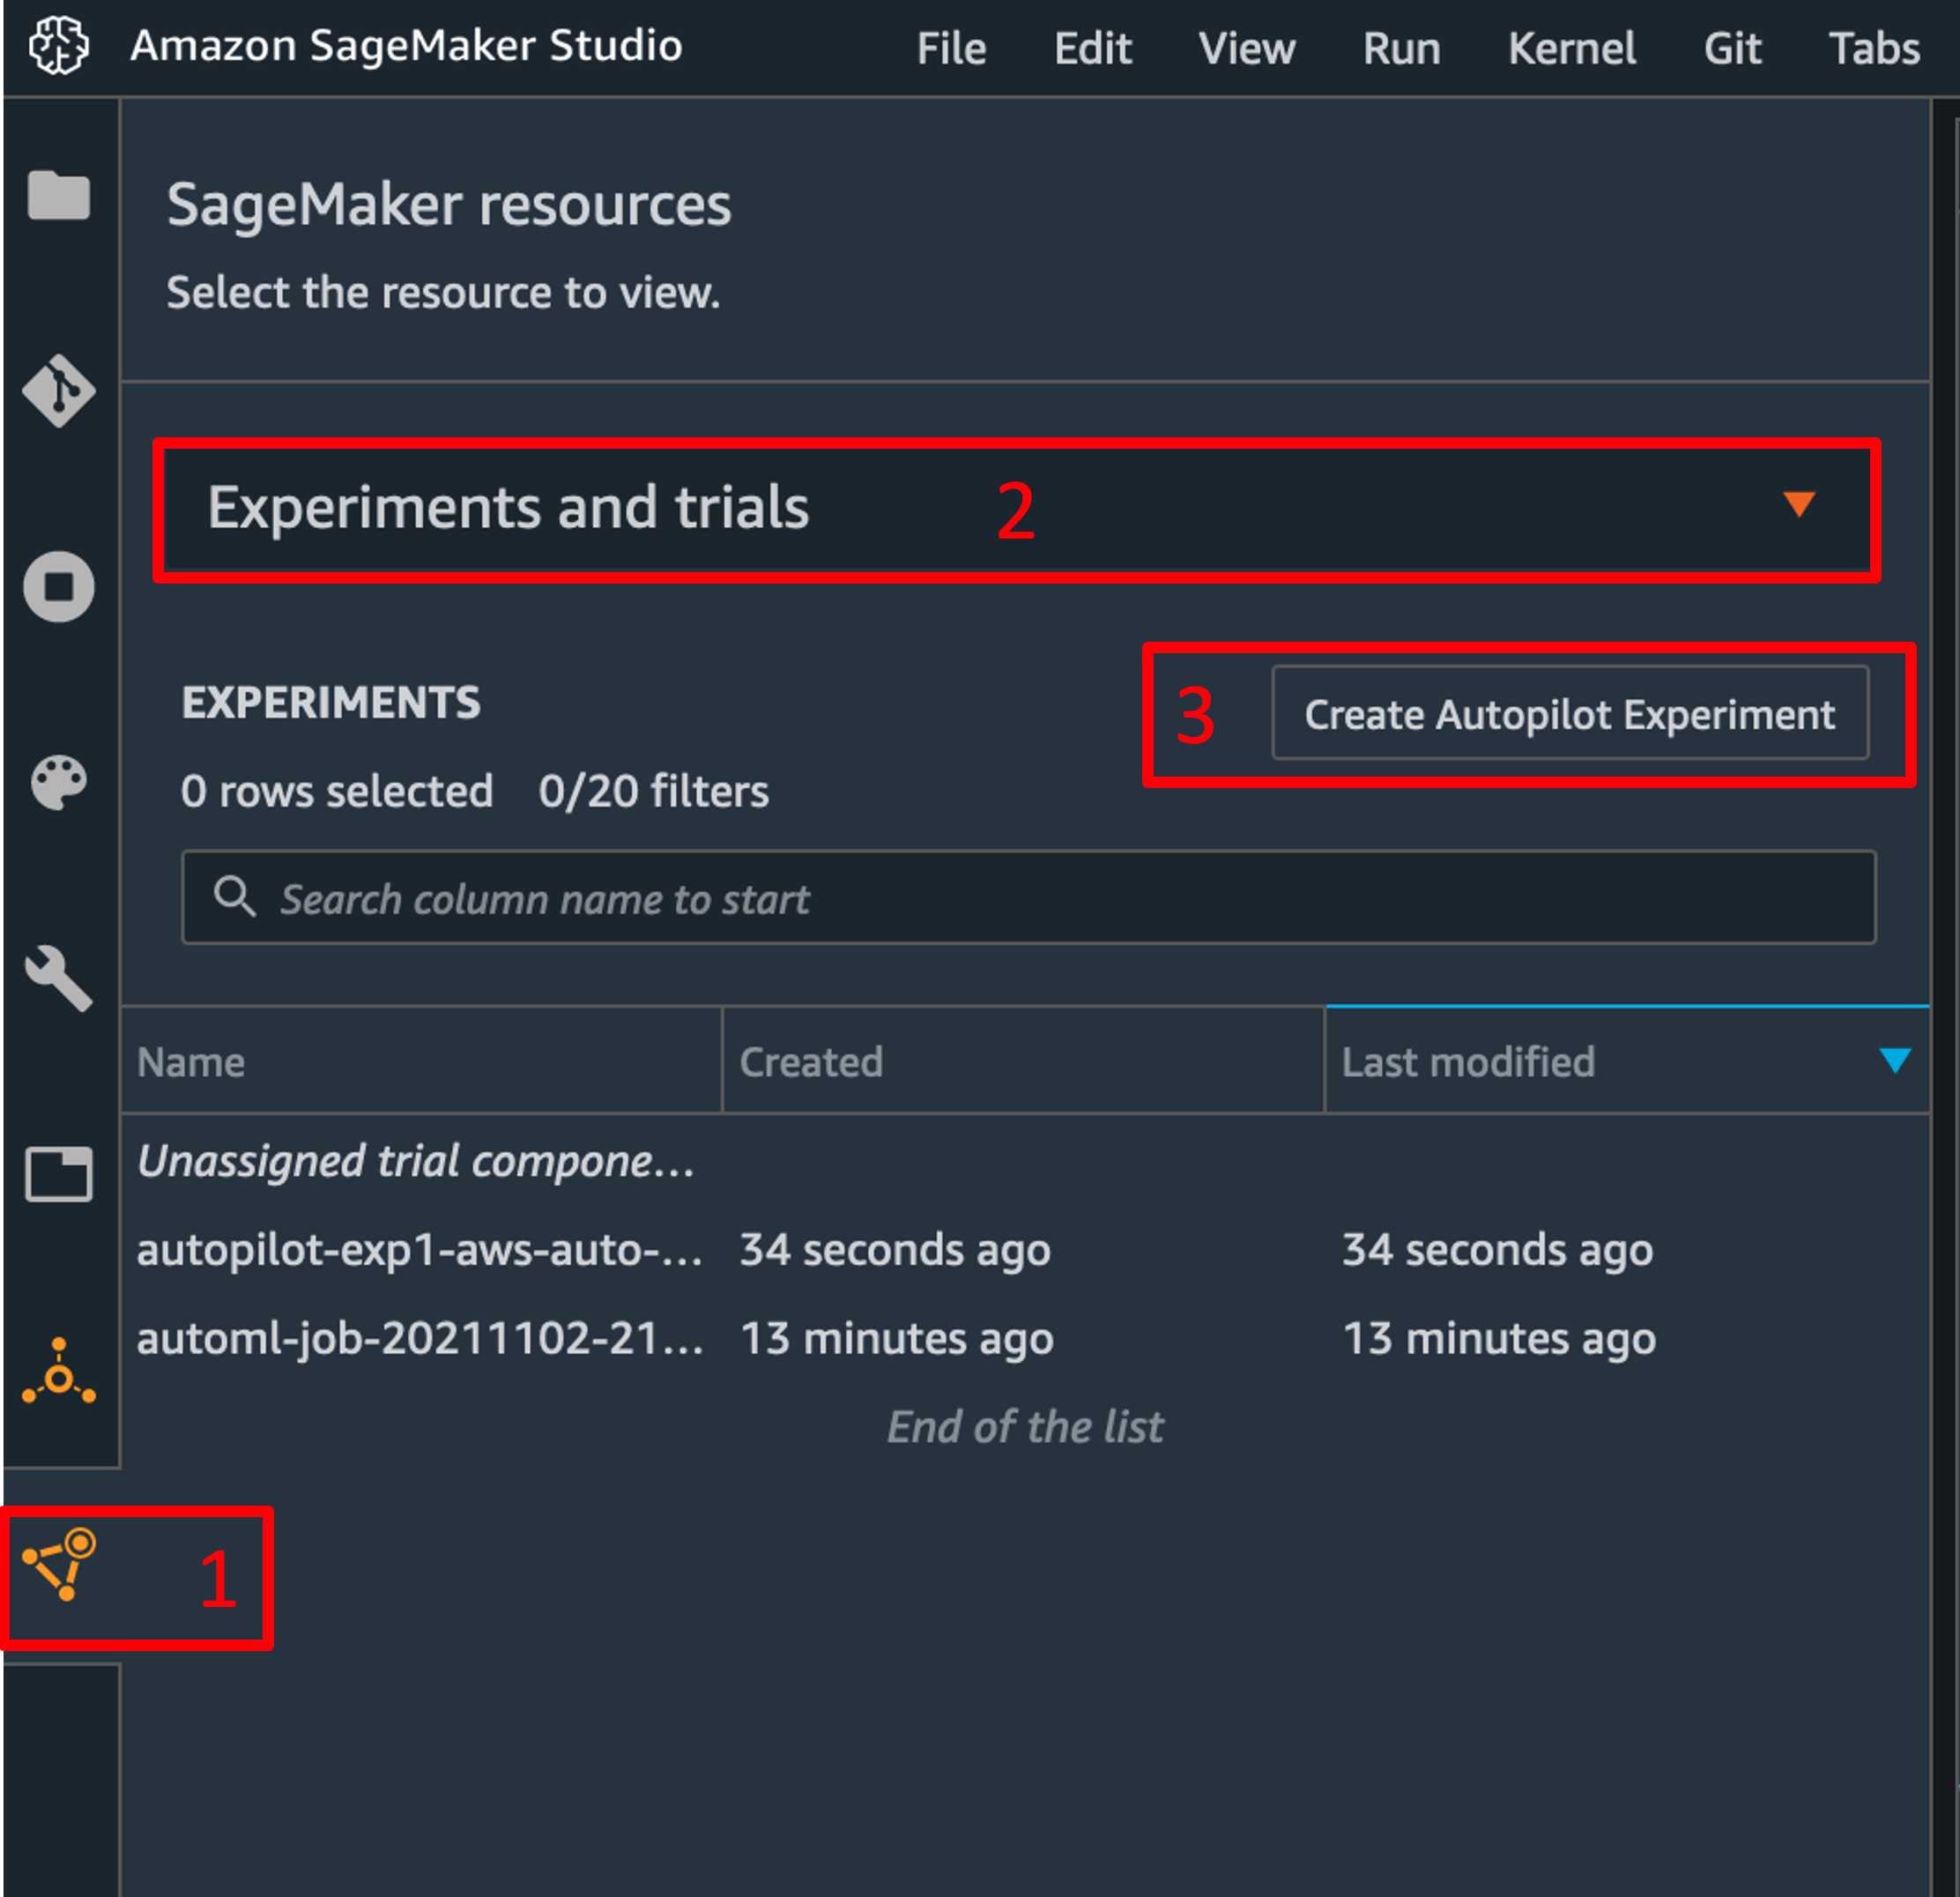 Amazon SageMaker Studio File Edit View Run Kernel Git Tabs
SageMaker resources
Select the resource to view.
Experiments and trials 2
EXPERIMENTS 3 Create Autopilot Experiment
0 rows selected 0/20 filters
Search column name to start
Name Created Last modified
Unassigned trial compone...
autopilot-exp1-aws-auto-... 34 seconds ago 34 seconds ago
automl-job-20211102-21... 13 minutes ago 13 minutes ago
End of the list
1